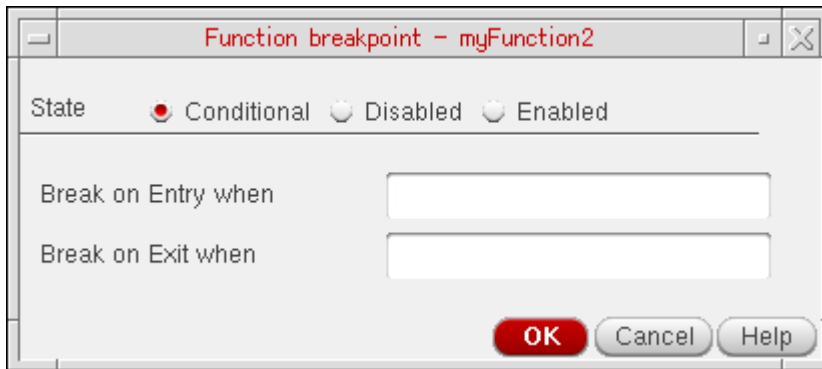 Function breakpoint - myFunction2
State Conditional Disabled Enabled
Break on Entry when
Break on Exit when
OK Cancel Help